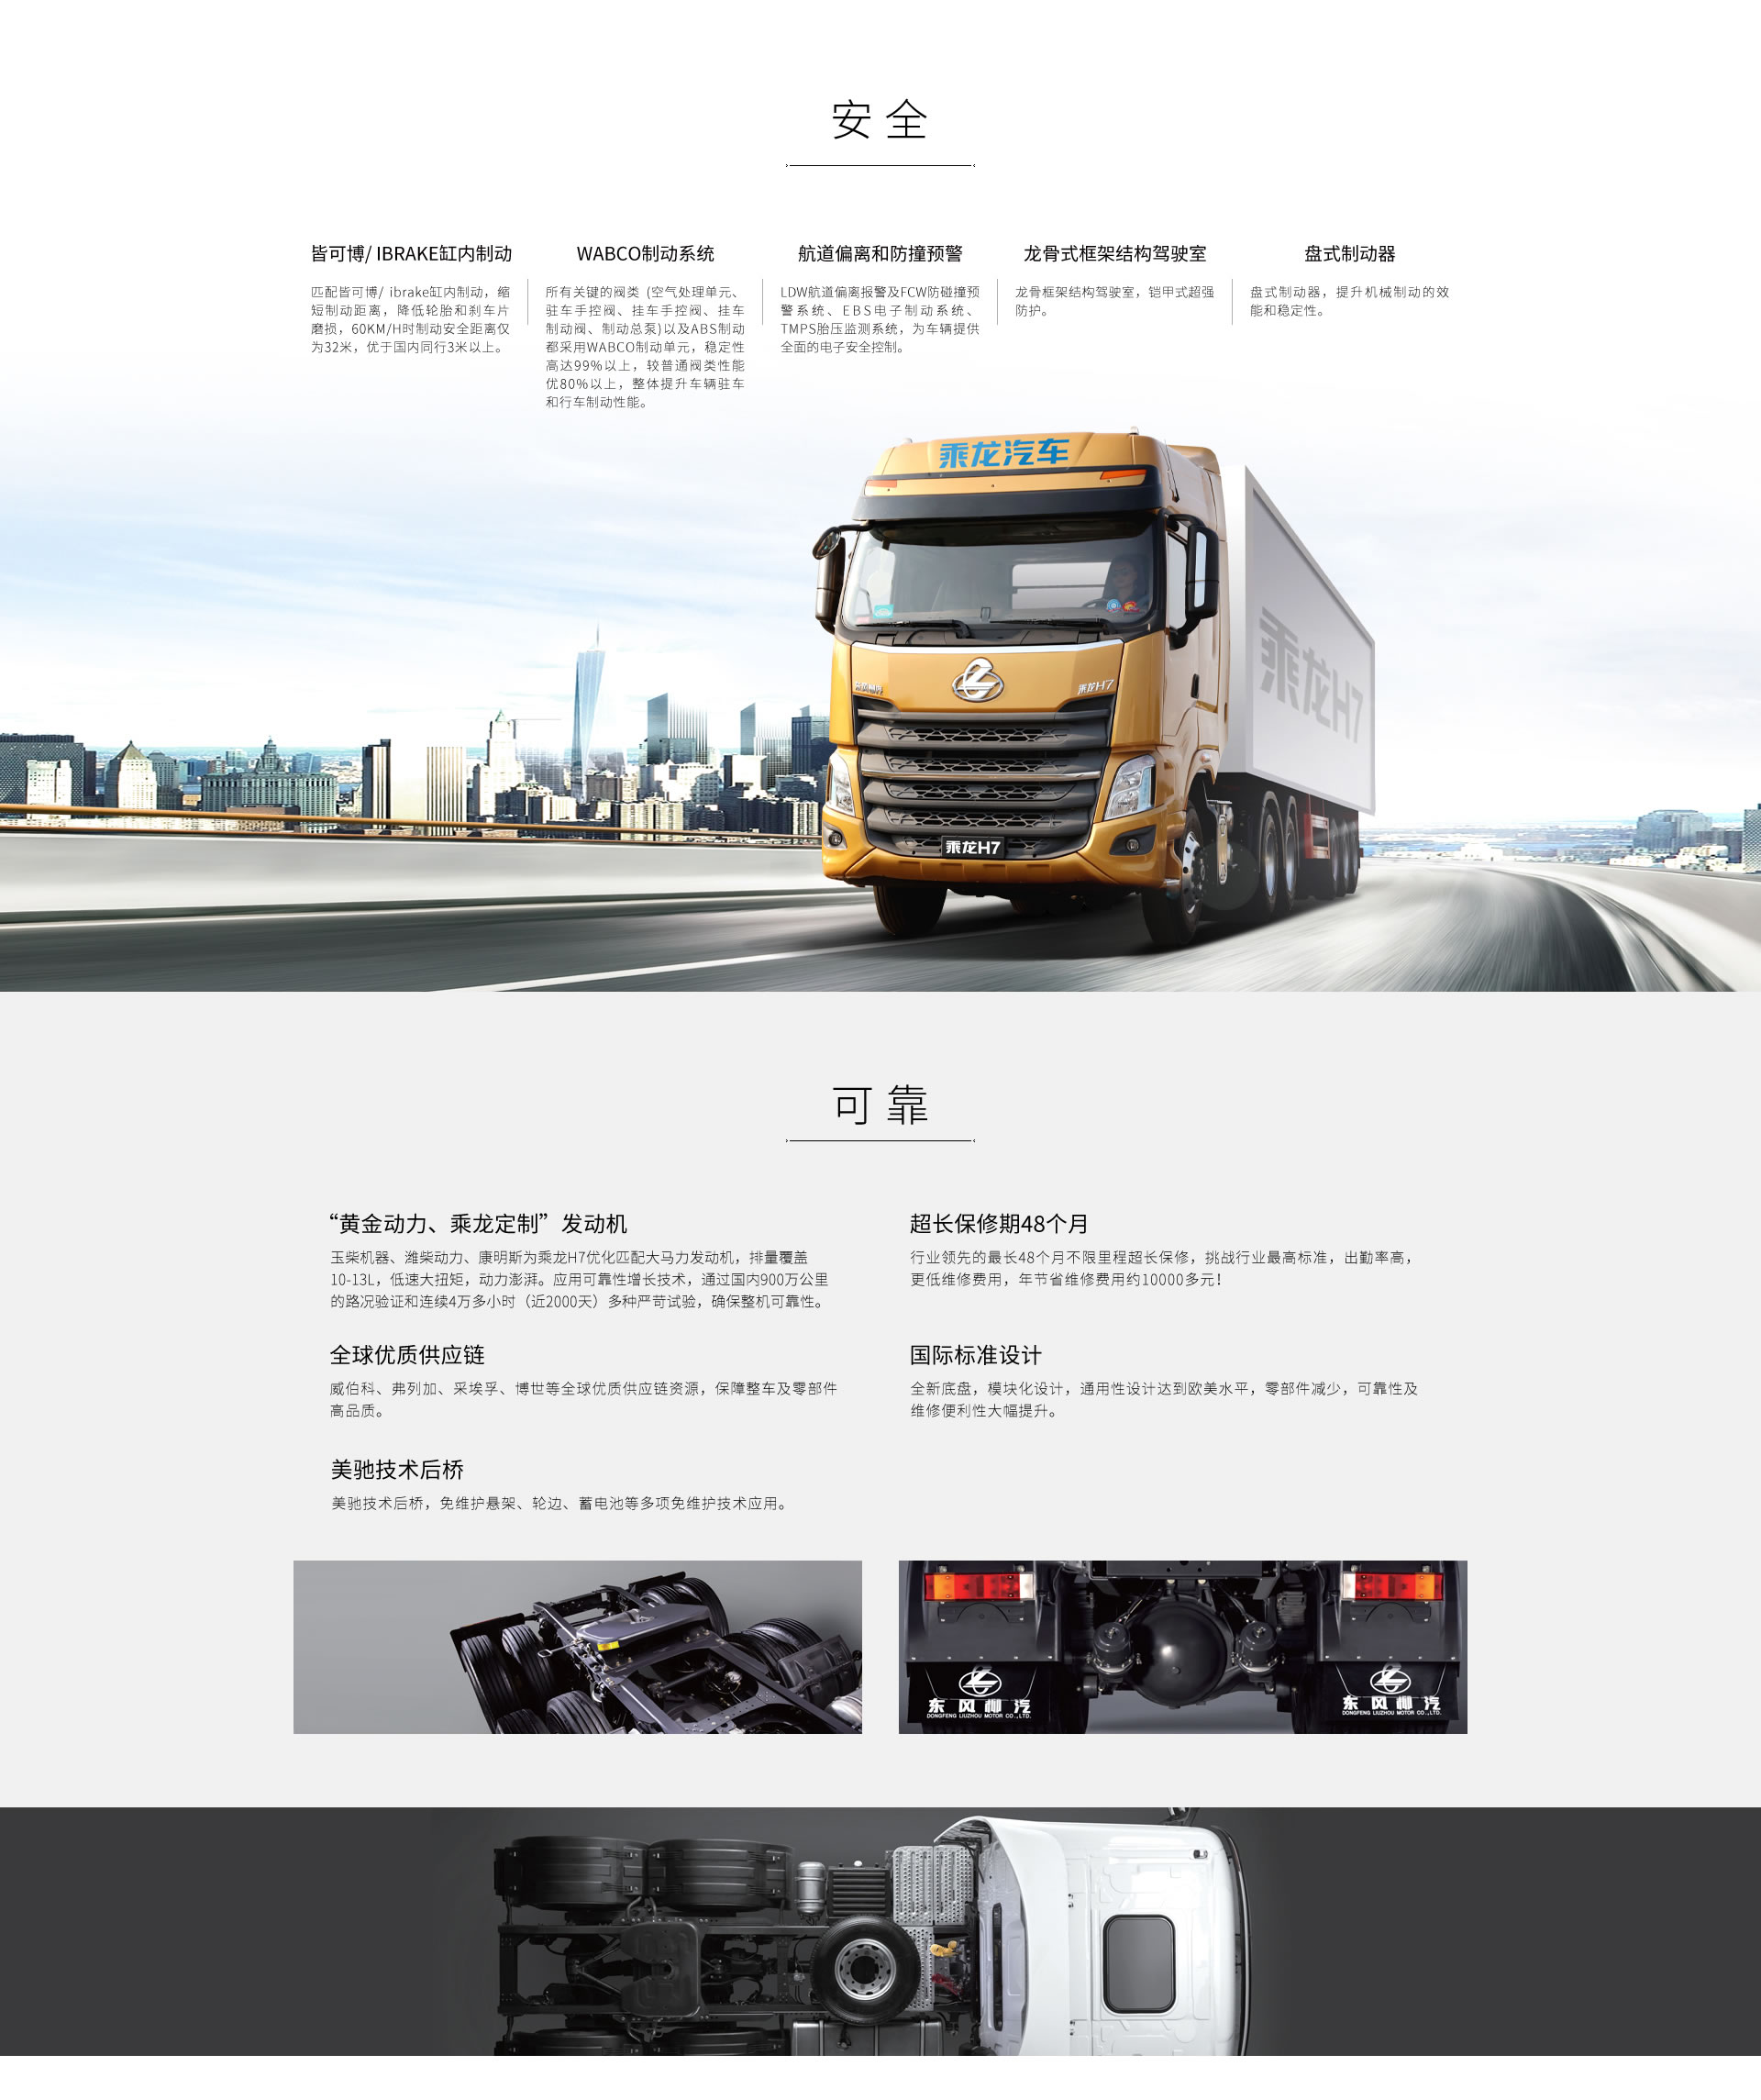 安全
皆可博/ IBRAKE缸内制动
匹配皆可博/ ibrake缸内制动，缩
短制动距离，降低轮胎和刹车片
磨损，60KM/H时制动安全距离仅
为32米，优于国内同行3米以上。
WABCO制动系统
所有关键的阀类 (空气处理单元、
驻车手控阀、挂车手控阀、挂车
制动阀、制动总泵)以及ABS制动
都采用WABCO制动单元，稳定性
高达99%以上，较普通阀类性能
优80%以上，整体提升车辆驻车
和行车制动性能。
航道偏离和防撞预警
LDW航道偏离报警及FCW防碰撞预
警系统、EBS电子制动系统、
TMPS胎压监测系统，为车辆提供
全面的电子安全控制。
龙骨式框架结构驾驶室
龙骨框架结构驾驶室，铠甲式超强
防护。
盘式制动器
盘式制动器，提升机械制动的效
能和稳定性。
乘龙汽车
乘龙H7
乘龙H7
乘龙H7
可靠
“黄金动力、乘龙定制”发动机
玉柴机器、潍柴动力、康明斯为乘龙H7优化匹配大马力发动机，排量覆盖
10-13L，低速大扭矩，动力澎湃。应用可靠性增长技术，通过国内900万公里
的路况验证和连续4万多小时（近2000天）多种严苛试验，确保整机可靠性。
超长保修期48个月
行业领先的最长48个月不限里程超长保修，挑战行业最高标准，出勤率高，
更低维修费用，年节省维修费用约10000多元！
全球优质供应链
威伯科、弗列加、采埃孚、博世等全球优质供应链资源，保障整车及零部件
高品质。
国际标准设计
全新底盘，模块化设计，通用性设计达到欧美水平，零部件减少，可靠性及
维修便利性大幅提升。
美驰技术后桥
美驰技术后桥，免维护悬架、轮边、蓄电池等多项免维护技术应用。
东风柳汽
DONGFENG LIUZHOU MOTOR CO.,LTD.
东风柳汽
DONGFENG LIUZHOU MOTOR CO.,LTD.